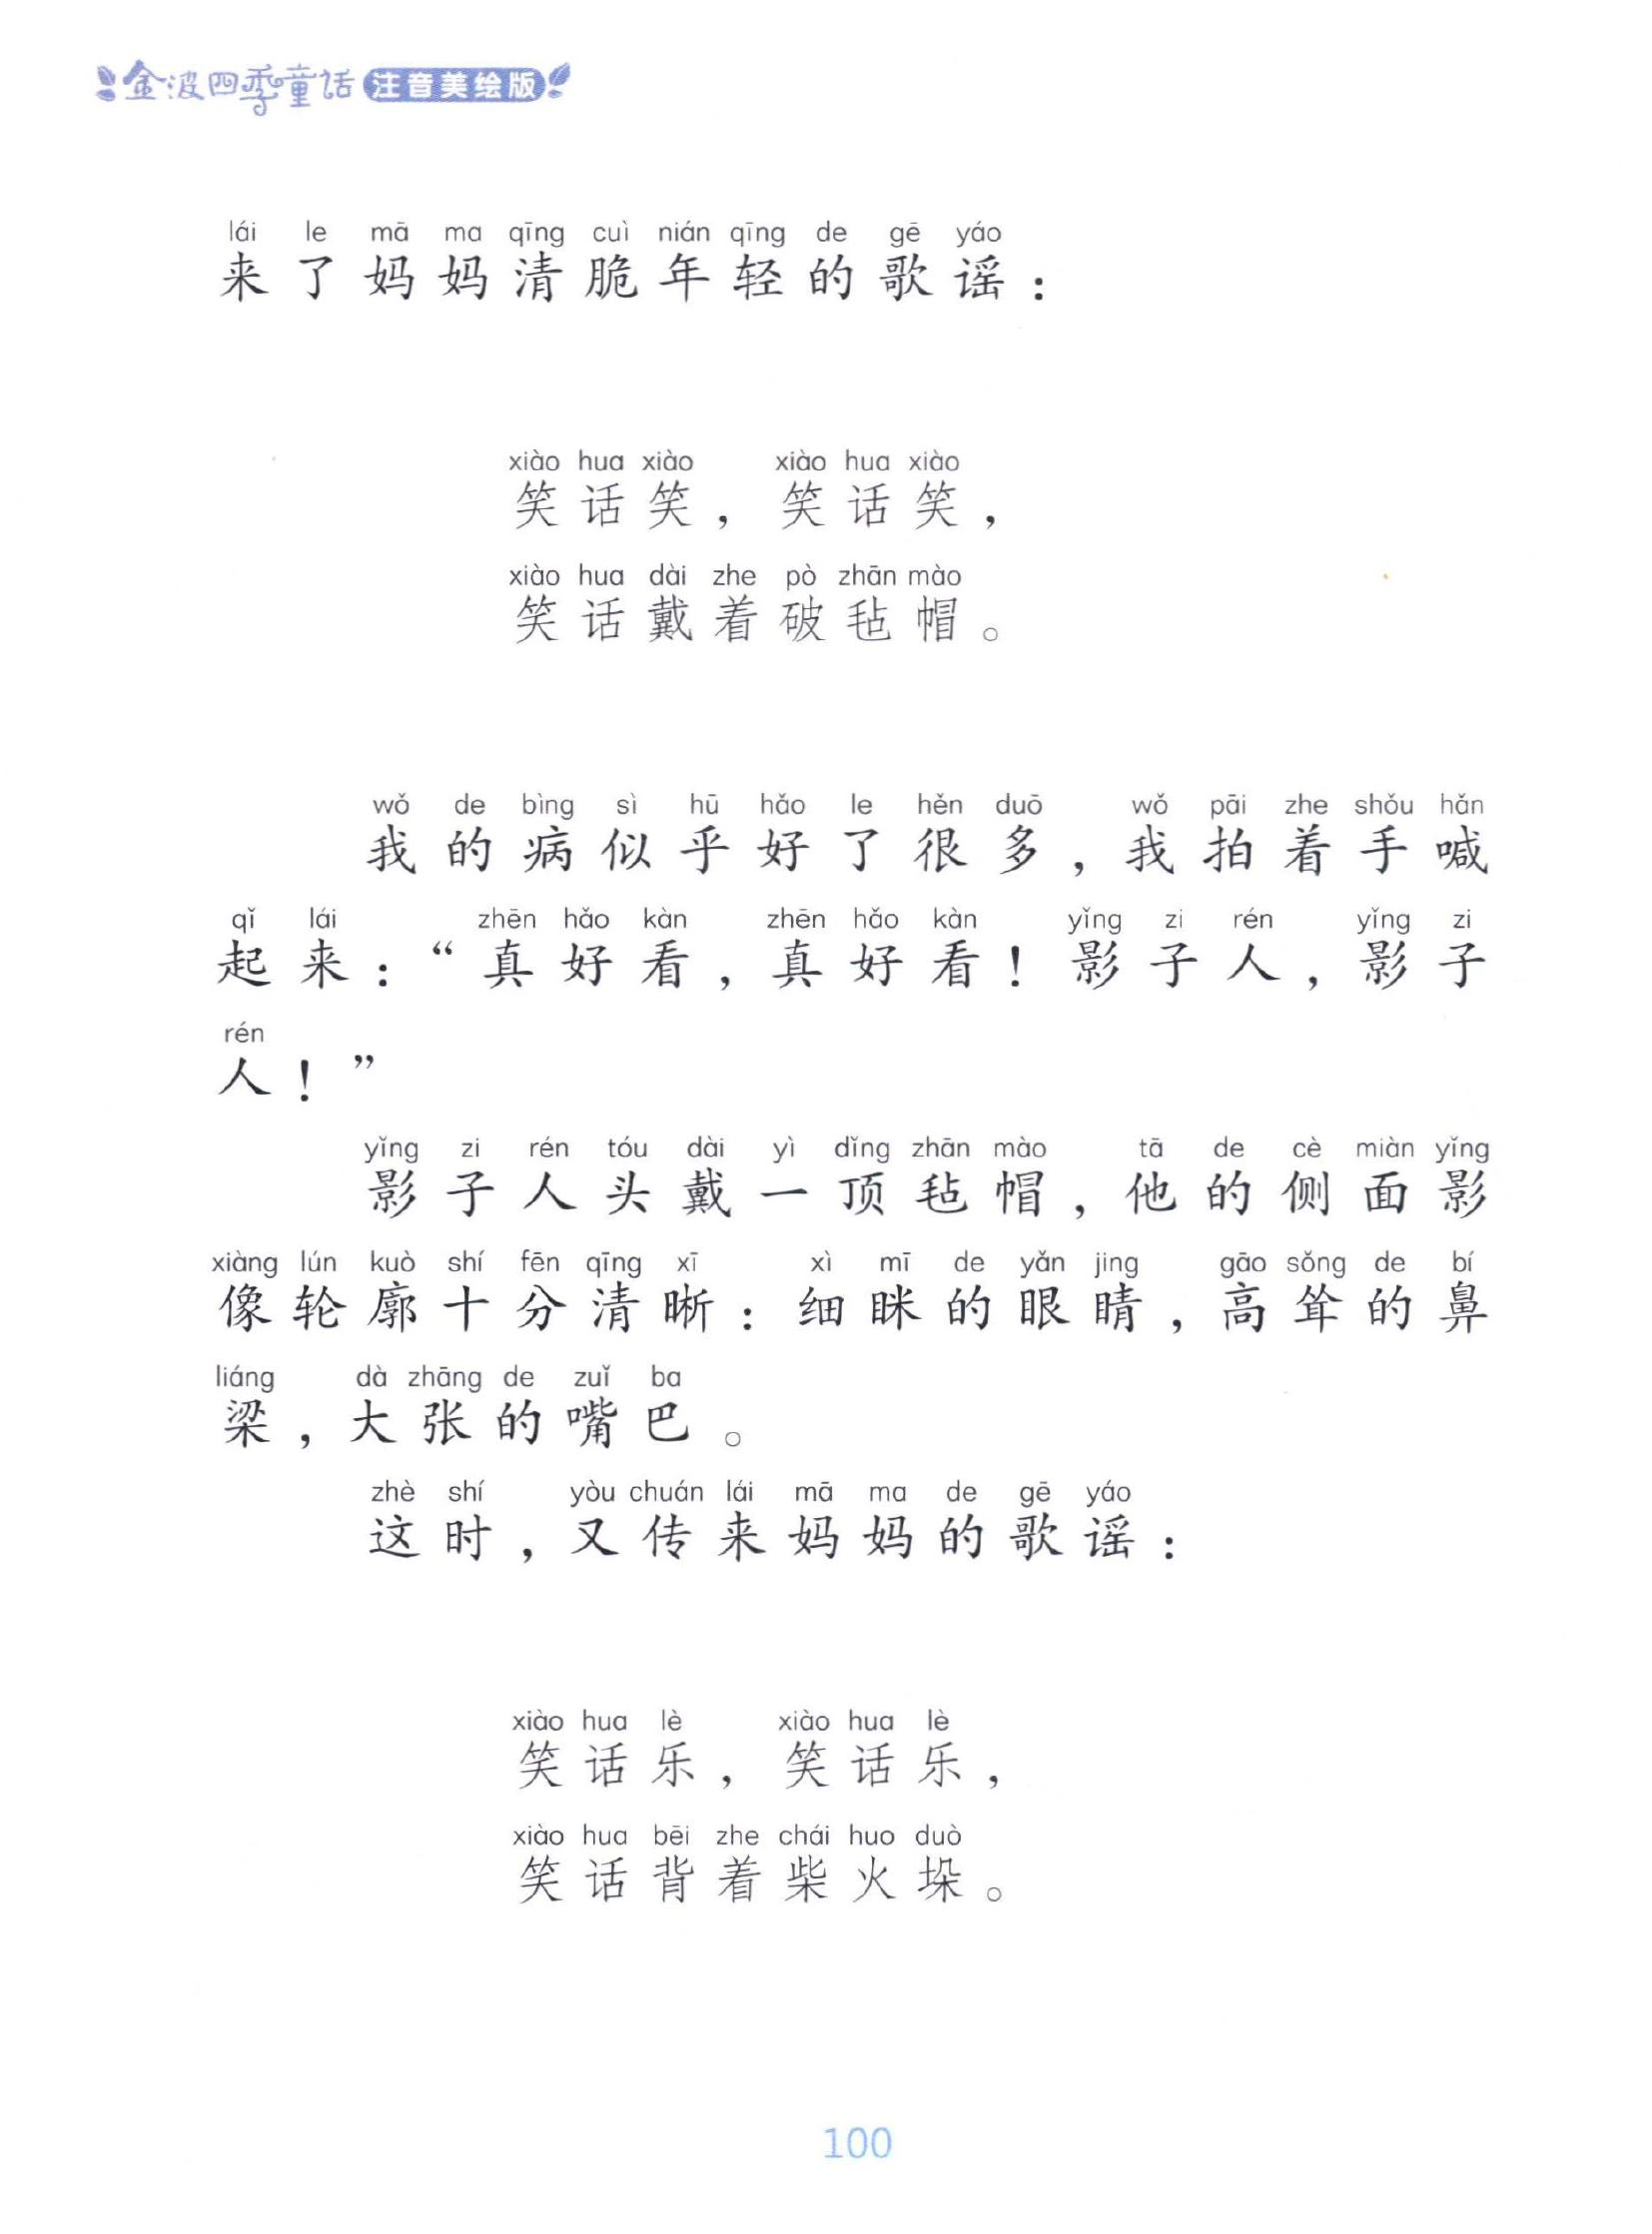 金波四季童话 注音美绘版
lái le mā ma qīng cuì nián qīng de gē yáo
来了妈妈清脆年轻的歌谣：
xiào hua xiào xiào hua xiào
笑话笑，笑话笑，
xiào hua dài zhe pò zhān mào
笑话戴着破毡帽。
wǒ de bìng sì hū hǎo le hěn duō wǒ pāi zhe shǒu hǎn
我的病似乎好了很多，我拍着手喊
qǐ lái zhēn hǎo kàn zhēn hǎo kàn yǐng zi rén yǐng zi
起来：“真好看，真好看！影子人，影子
rén
人！”
yǐng zi rén tóu dài yì dǐng zhān mào tā de cè miàn yǐng
影子人头戴一顶毡帽，他的侧面影
xiàng lún kuò shí fēn qīng xī xì mī de yǎn jing gāo sǒng de bí
像轮廓十分清晰：细眯的眼睛，高耸的鼻
liáng dà zhāng de zuǐ ba
梁，大张的嘴巴。
zhè shí yòu chuán lái mā ma de gē yáo
这时，又传来妈妈的歌谣：
xiào hua lè xiào hua lè
笑话乐，笑话乐，
xiào hua bēi zhe chái huo duò
笑话背着柴火垛。
100